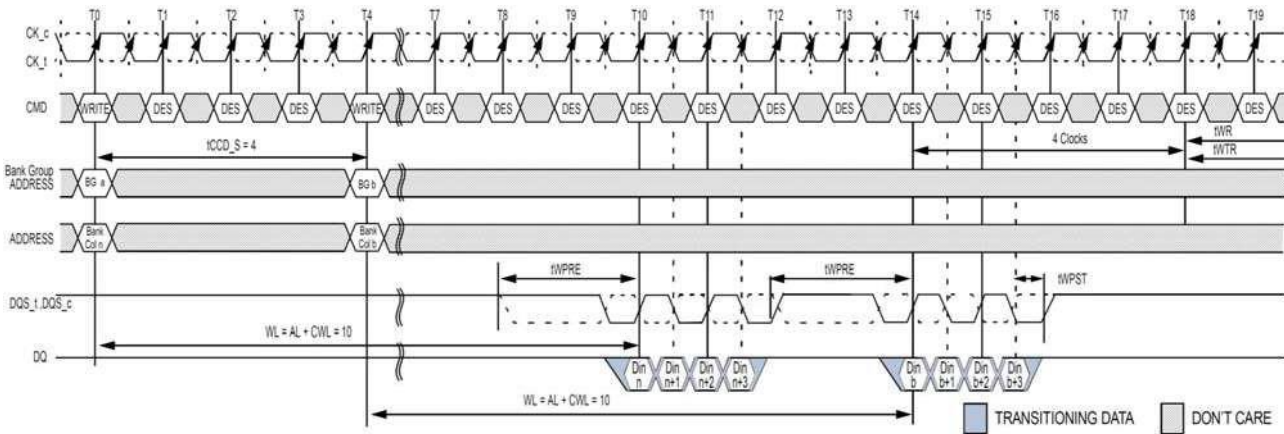 T0 T1 T2 T3 T4 T7 T8 T9 T10 T11 T12 T13 T14 T15 T16 T17 T18 T19
CK_c
CK_t
CMD WRITE DES DES DES WRITE DES DES DES DES DES DES DES DES DES DES DES DES DES
tCCD_S = 4 4 Clocks tWR
tWTR
Bank Group
ADDRESS BG a BG b
ADDRESS Bank Col n Bank Col b
tWPRE tWPRE tWPST
DQS_t,DQS_c
WL = AL + CWL = 10
DQ Din n Din n+1 Din n+2 Din n+3 Din b Din b+1 Din b+2 Din b+3
WL = AL + CWL = 10
TRANSITIONING DATA DON'T CARE